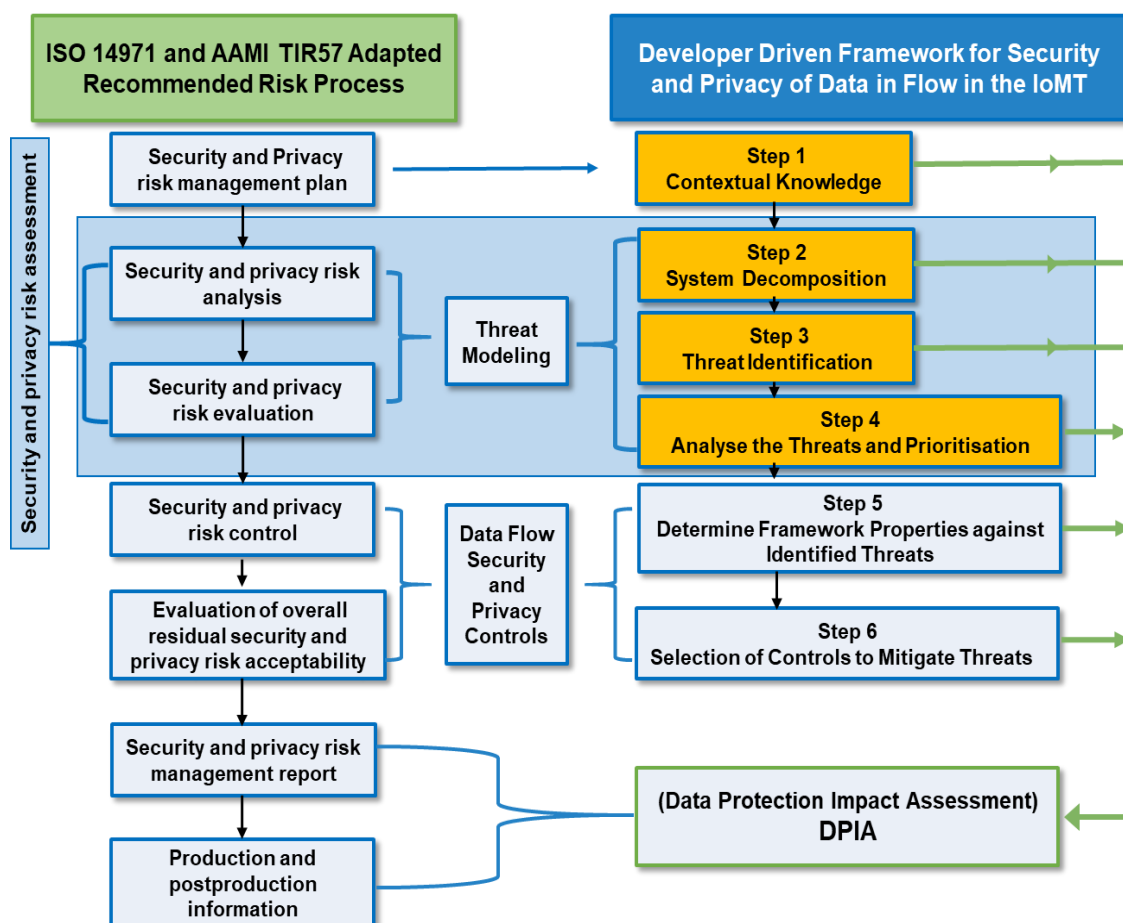 ISO 14971 and AAMI TIR57 Adapted
Recommended Risk Process
Developer Driven Framework for Security
and Privacy of Data in Flow in the IoMT
Security and privacy risk assessment
Security and Privacy
risk management plan
Step 1
Contextual Knowledge
Security and privacy risk
analysis
Security and privacy
risk evaluation
Threat
Modeling
Step 2
System Decomposition
Step 3
Threat Identification
Step 4
Analyse the Threats and Prioritisation
Security and privacy
risk control
Evaluation of overall
residual security and
privacy risk acceptability
Data Flow
Security
and
Privacy
Controls
Step 5
Determine Framework Properties against
Identified Threats
Step 6
Selection of Controls to Mitigate Threats
Security and privacy risk
management report
Production and
postproduction
information
(Data Protection Impact Assessment)
DPIA